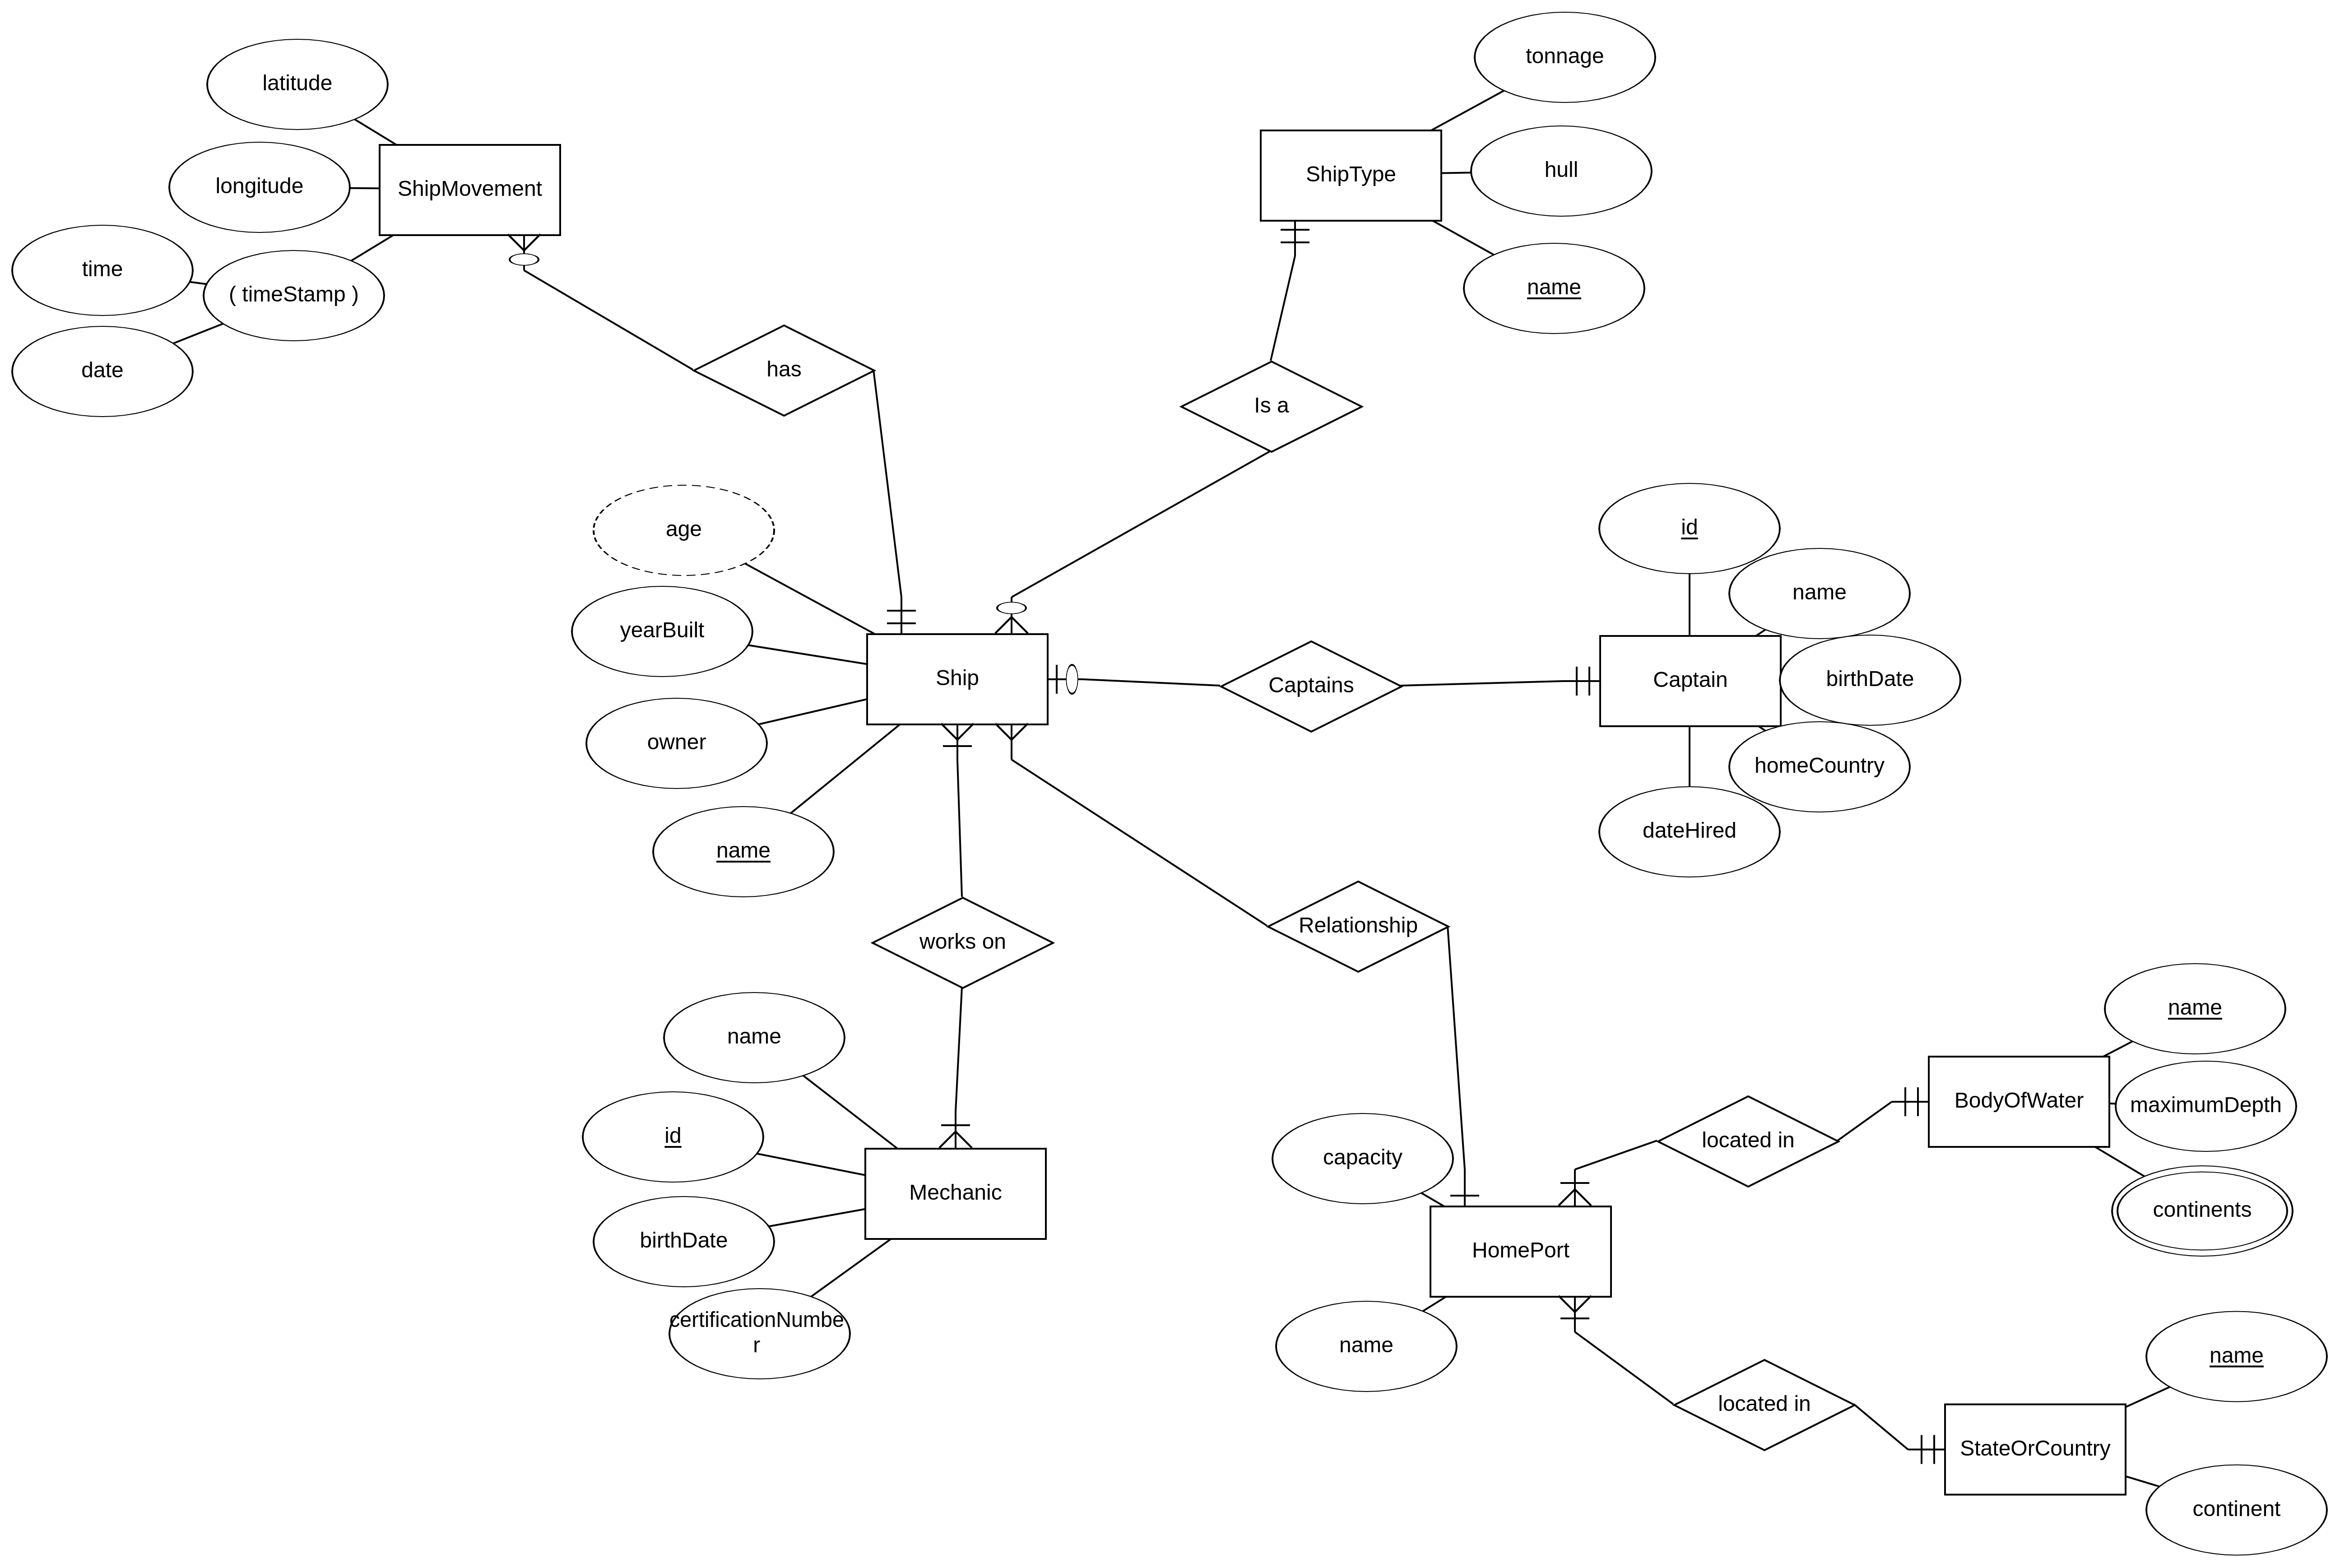 tonnage
latitude
ShipType
hull
longitude
ShipMovement
time
( timeStamp )
name
date
has
Is a
age
id
name
yearBuilt
Ship
Captains
Captain
birthDate
owner
homeCountry
dateHired
name
works on
Relationship
name
name
id
capacity
located in
BodyOfWater
maximumDepth
Mechanic
continents
birthDate
HomePort
certificationNumbe
r
name
name
located in
StateOrCountry
continent